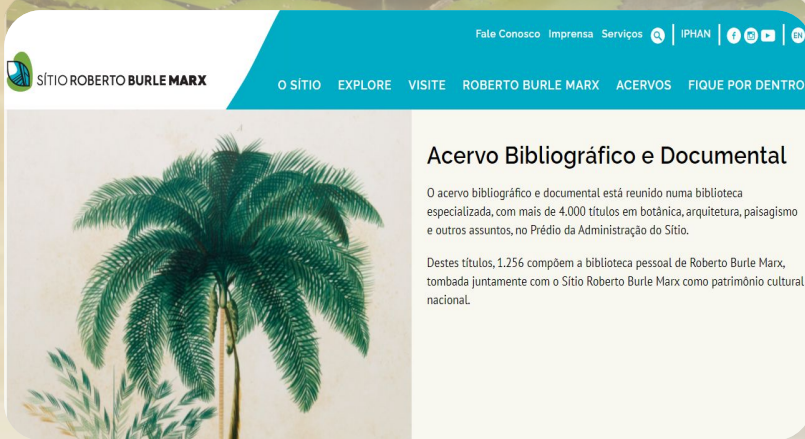 Fale Conosco Imprensa Serviços IPHAN EN
SÍTIO ROBERTO BURLE MARX
O SÍTIO EXPLORE VISITE ROBERTO BURLE MARX ACERVOS FIQUE POR DENTRO
Acervo Bibliográfico e Documental
O acervo bibliográfico e documental está reunido numa biblioteca
especializada, com mais de 4.000 títulos em botânica, arquitetura, paisagismo
e outros assuntos, no Prédio da Administração do Sítio.
Destes títulos, 1.256 compõem a biblioteca pessoal de Roberto Burle Marx,
tombada juntamente com o Sítio Roberto Burle Marx como patrimônio cultural
nacional.